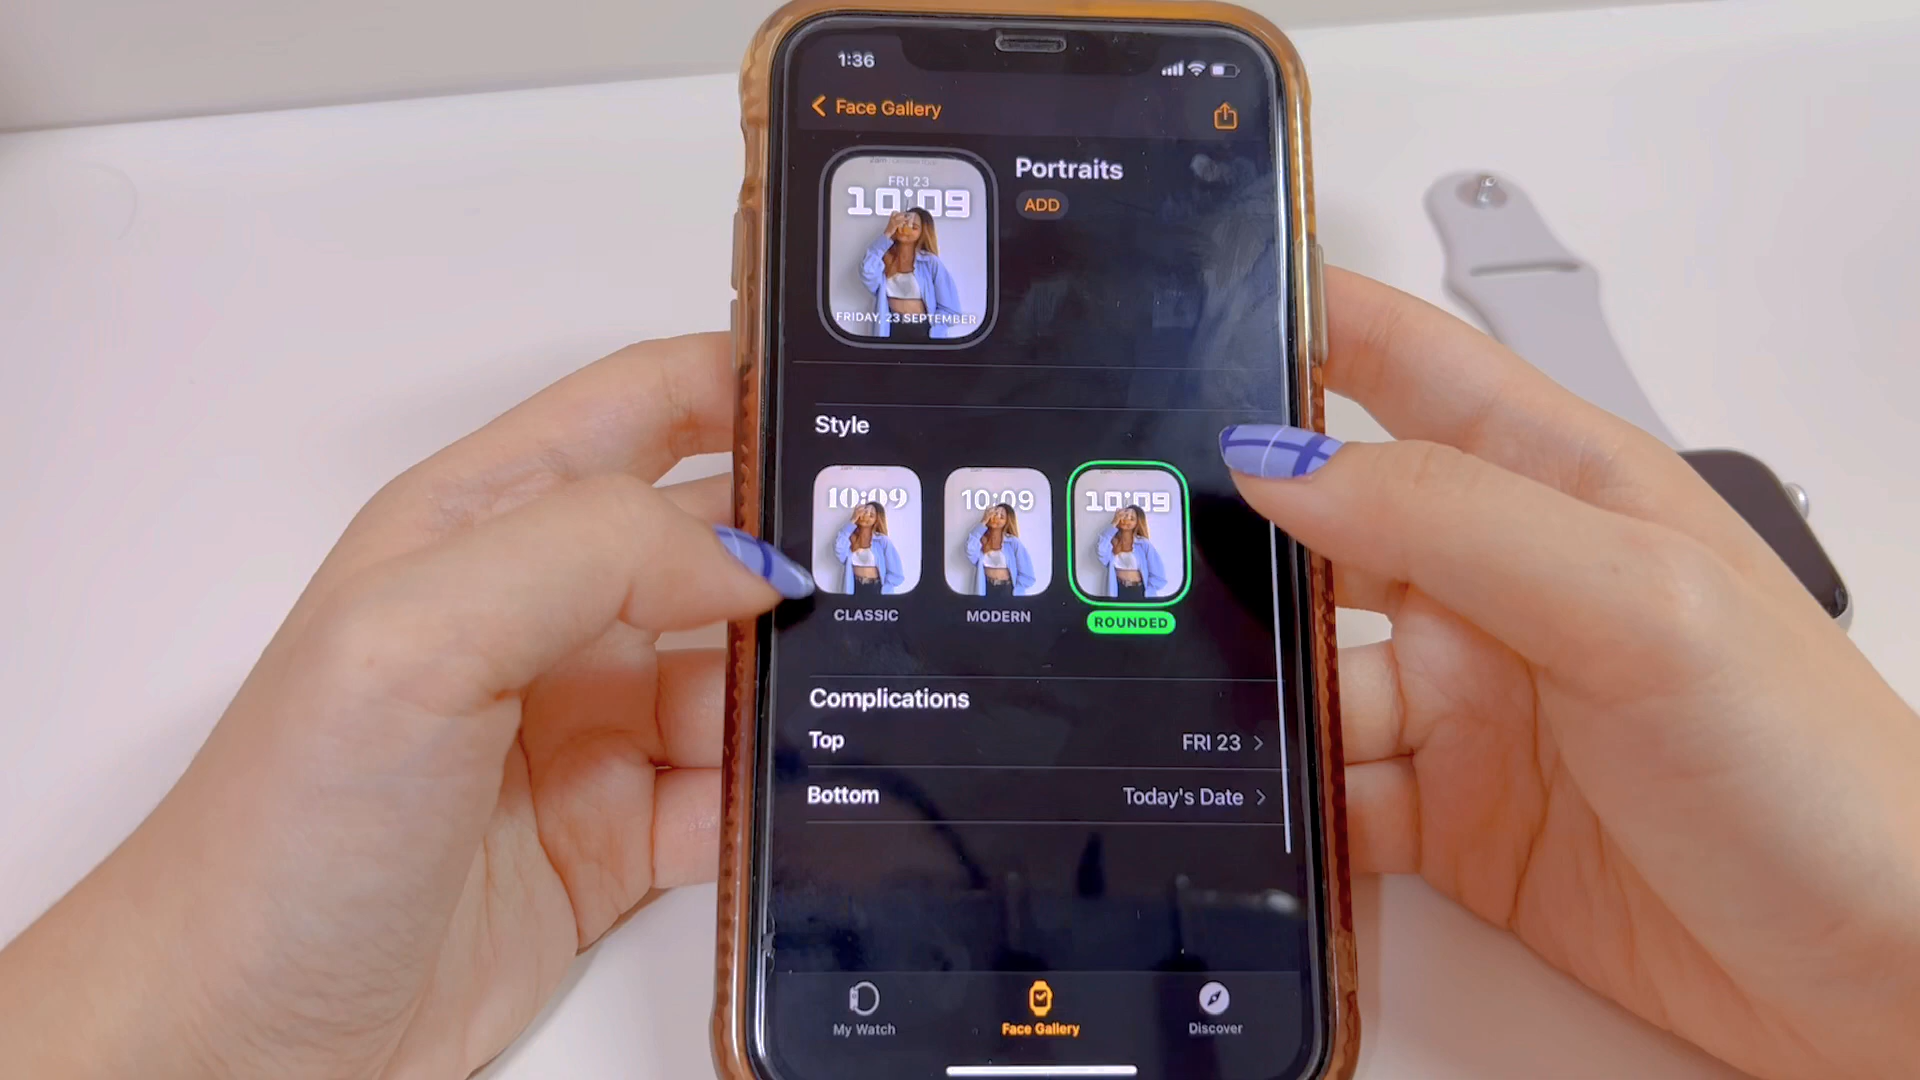 1:36
Face Gallery
FRI 23
10:09
FRIDAY, 23 SEPTEMBER
Portraits
ADD
Style
10:09
10:09
10:09
CLASSIC
MODERN
ROUNDED
Complications
Top
FRI 23
Bottom
Today's Date
My Watch
Face Gallery
Discover